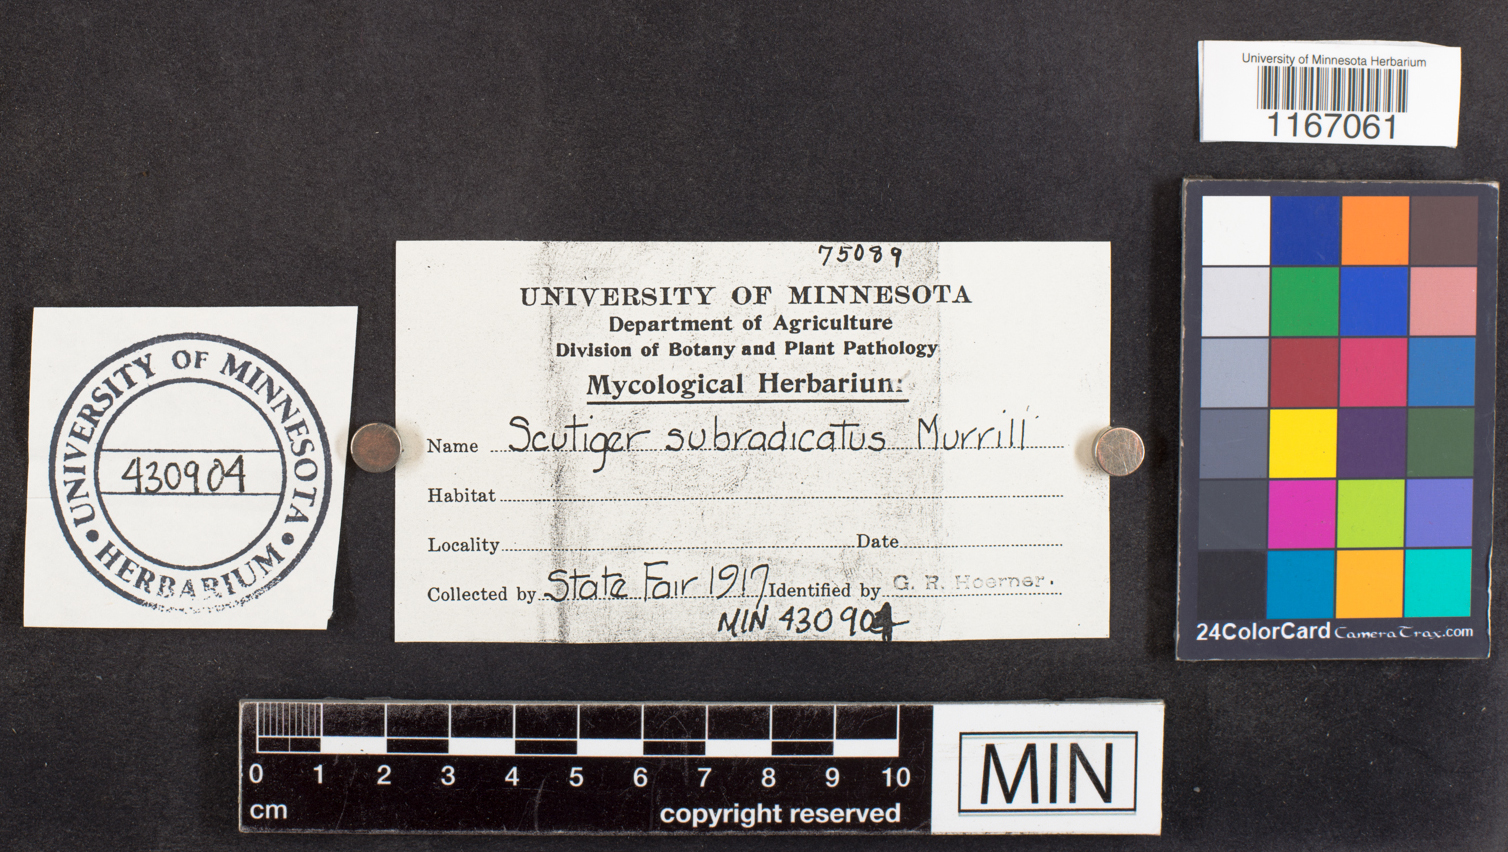 University of Minnesota Herbarium
1167061
75089
UNIVERSITY OF MINNESOTA
Department of Agriculture
Division of Botany and Plant Pathology
Mycological Herbarium
Name Scutiger subradicatus Murrill
Habitat
Locality Date
Collected by State Fair 1917 Identified by G. R. Hoerner.
MIN 430904
UNIVERSITY OF MINNESOTA
430904
• HERBARIUM •
24ColorCard CameraTrax.com
0 1 2 3 4 5 6 7 8 9 10
cm copyright reserved
MIN